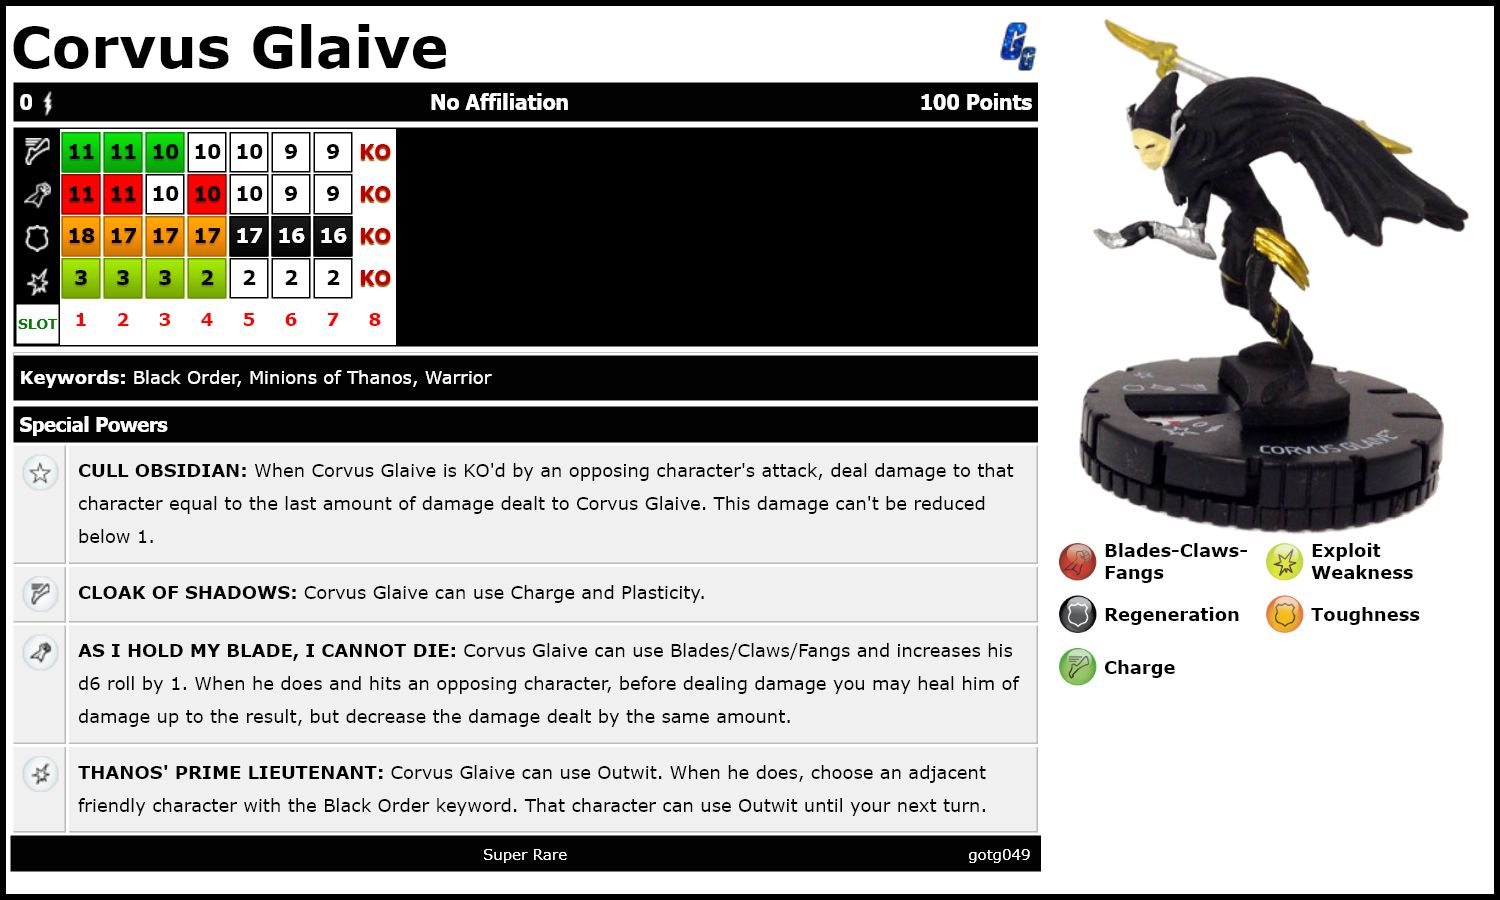 Corvus Glaive
GG
0 No Affiliation 100 Points
11 11 10 10 10 9 9 KO
11 11 10 10 10 9 9 KO
18 17 17 17 17 16 16 KO
3 3 3 2 2 2 2 KO
SLOT 1 2 3 4 5 6 7 8
Keywords: Black Order, Minions of Thanos, Warrior
Special Powers
CULL OBSIDIAN: When Corvus Glaive is KO'd by an opposing character's attack, deal damage to that
character equal to the last amount of damage dealt to Corvus Glaive. This damage can't be reduced
below 1.
CLOAK OF SHADOWS: Corvus Glaive can use Charge and Plasticity.
AS I HOLD MY BLADE, I CANNOT DIE: Corvus Glaive can use Blades/Claws/Fangs and increases his
d6 roll by 1. When he does and hits an opposing character, before dealing damage you may heal him of
damage up to the result, but decrease the damage dealt by the same amount.
THANOS' PRIME LIEUTENANT: Corvus Glaive can use Outwit. When he does, choose an adjacent
friendly character with the Black Order keyword. That character can use Outwit until your next turn.
Super Rare gotg049
0
CORVUS GLAIVE
Blades-Claws-
Fangs
Exploit
Weakness
Regeneration
Toughness
Charge